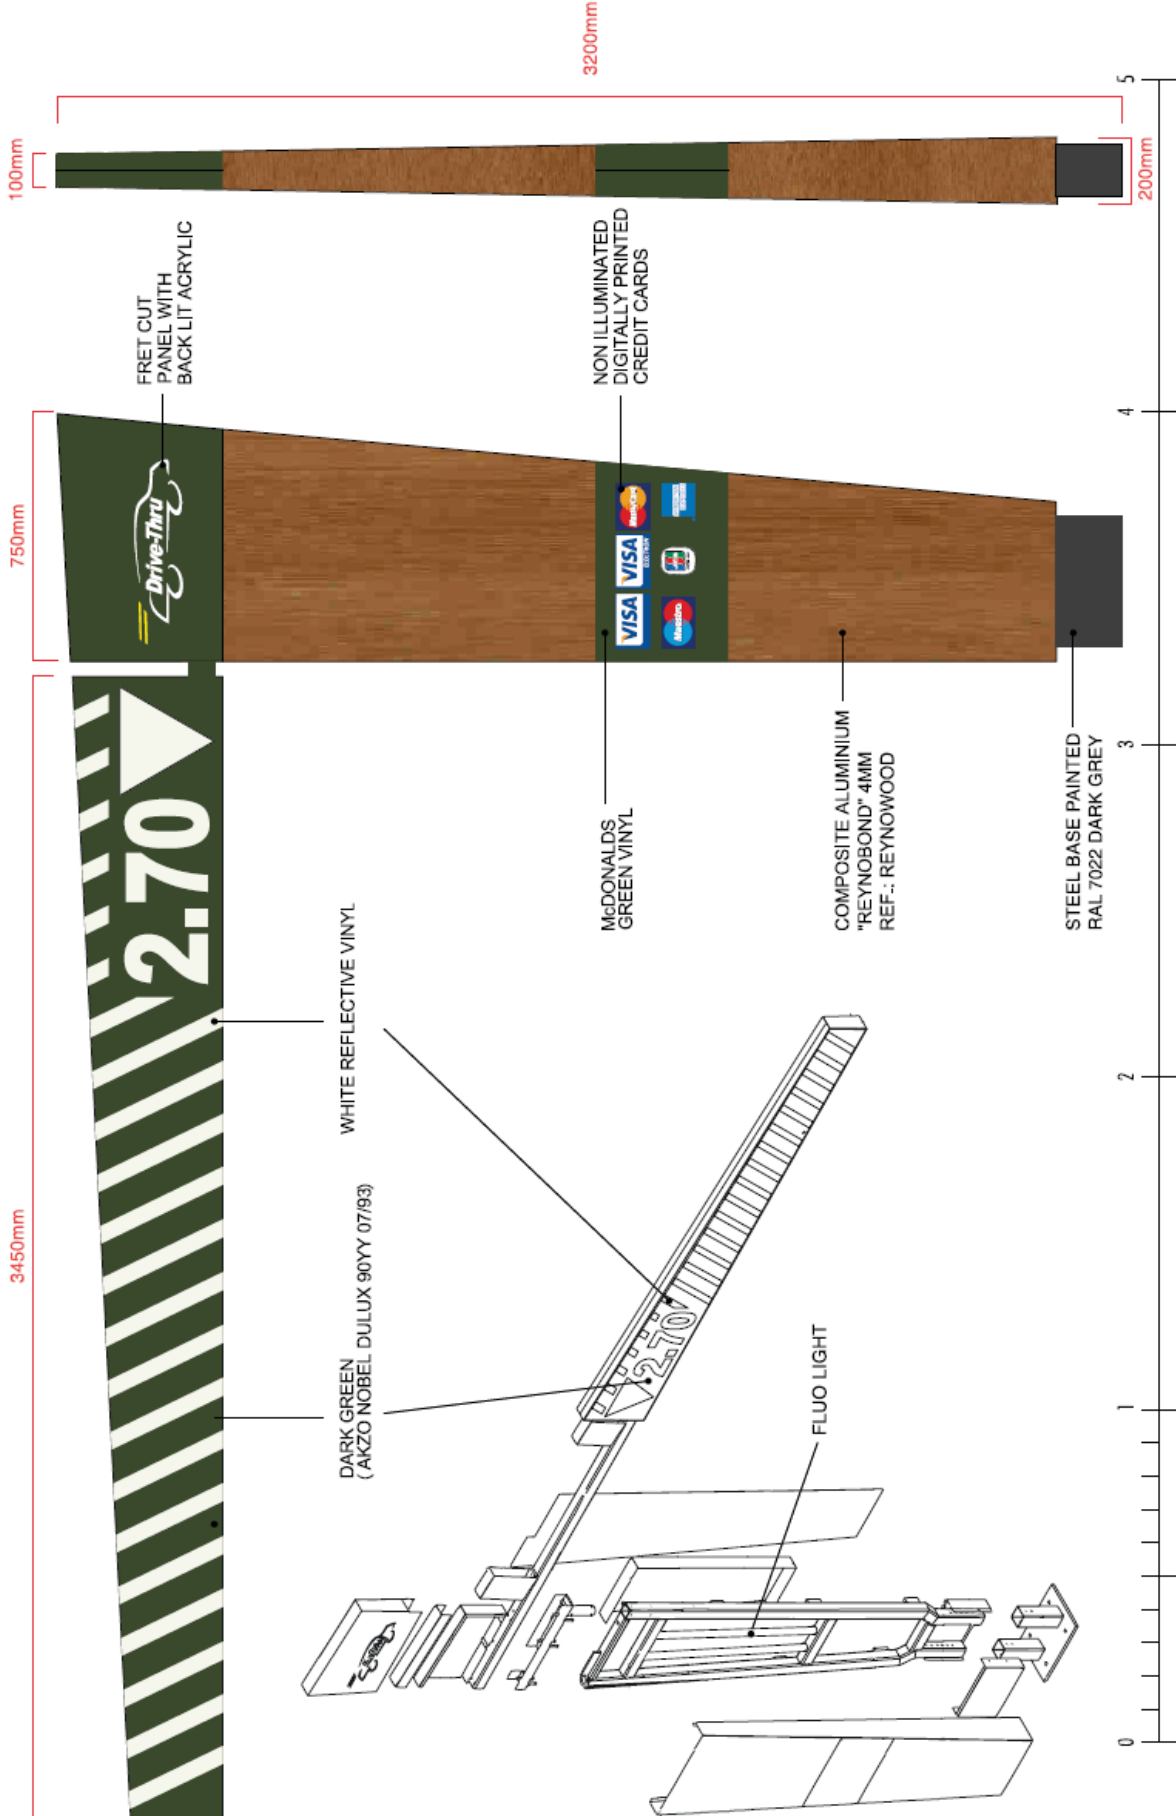 3450mm
750mm
100mm
3200mm
200mm
2.70
Drive-Thru
FRET CUT
PANEL WITH
BACK LIT ACRYLIC
DARK GREEN
( AKZO NOBEL DULUX 90YY 07/93)
WHITE REFLECTIVE VINYL
McDONALDS
GREEN VINYL
NON ILLUMINATED
DIGITALLY PRINTED
CREDIT CARDS
VISA
VISA
MasterCard
Maestro
JCB
COMPOSITE ALUMINIUM
"REYNOBOND" 4MM
REF.: REYNOWOOD
STEEL BASE PAINTED
RAL 7022 DARK GREY
2.70
FLUO LIGHT
0 1 2 3 4 5